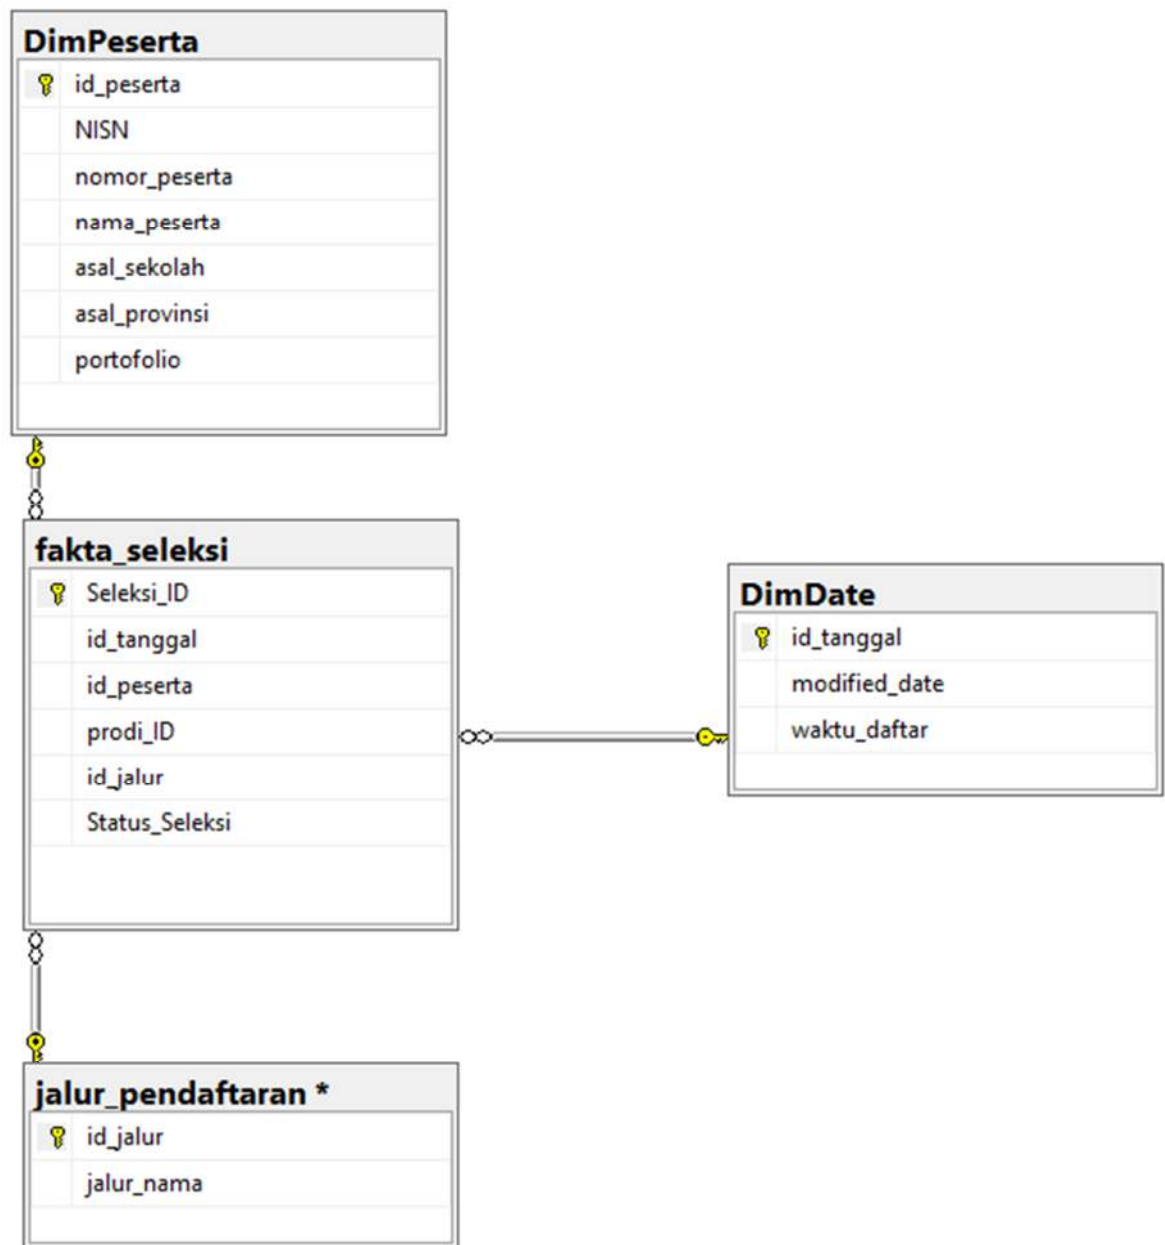 DimPeserta
id_peserta
NISN
nomor_peserta
nama_peserta
asal_sekolah
asal_provinsi
portofolio
fakta_seleksi
Seleksi_ID
id_tanggal
id_peserta
prodi_ID
id_jalur
Status_Seleksi
DimDate
id_tanggal
modified_date
waktu_daftar
jalur_pendaftaran *
id_jalur
jalur_nama